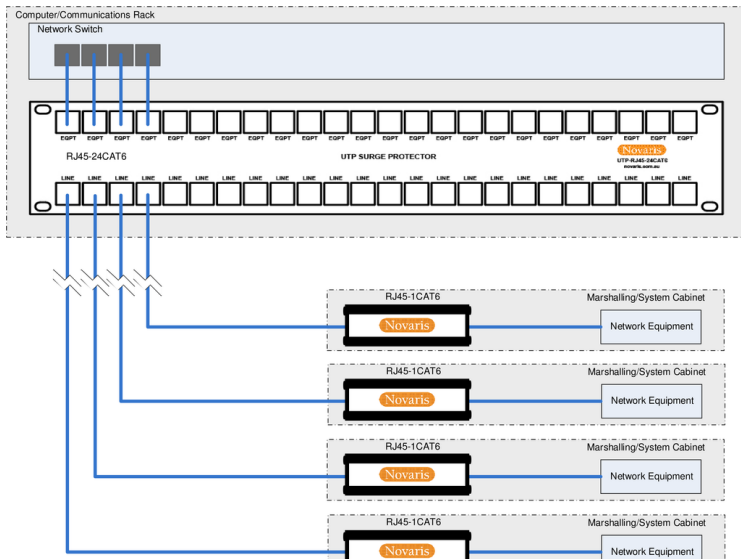 Computer/Communications Rack
Network Switch
EQPT EQPT EQPT EQPT EQPT EQPT EQPT EQPT EQPT EQPT EQPT EQPT EQPT EQPT EQPT EQPT EQPT EQPT EQPT EQPT EQPT EQPT EQPT EQPT
RJ45-24CAT6
UTP SURGE PROTECTOR
Novaris
UTP-RJ45-24CAT6
novaris.com.au
LINE LINE LINE LINE LINE LINE LINE LINE LINE LINE LINE LINE LINE LINE LINE LINE LINE LINE LINE LINE LINE LINE LINE LINE
RJ45-1CAT6
Marshalling/System Cabinet
Novaris
Network Equipment
RJ45-1CAT6
Marshalling/System Cabinet
Novaris
Network Equipment
RJ45-1CAT6
Marshalling/System Cabinet
Novaris
Network Equipment
RJ45-1CAT6
Marshalling/System Cabinet
Novaris
Network Equipment